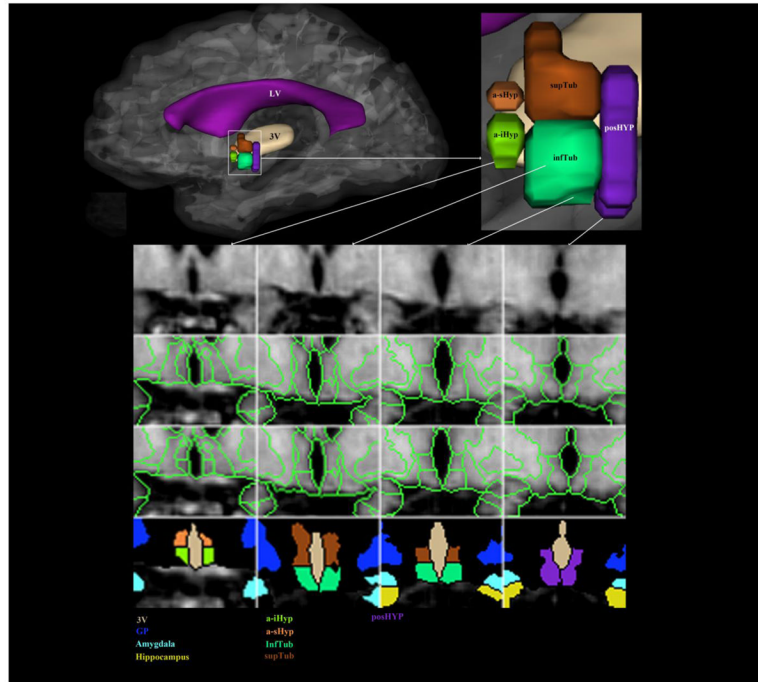 LV
3V
a-sHyp
supTub
a-iHyp
posHYP
infTub
3V
a-iHyp
posHYP
GP
a-sHyp
Amygdala
InfTub
Hippocampus
supTub